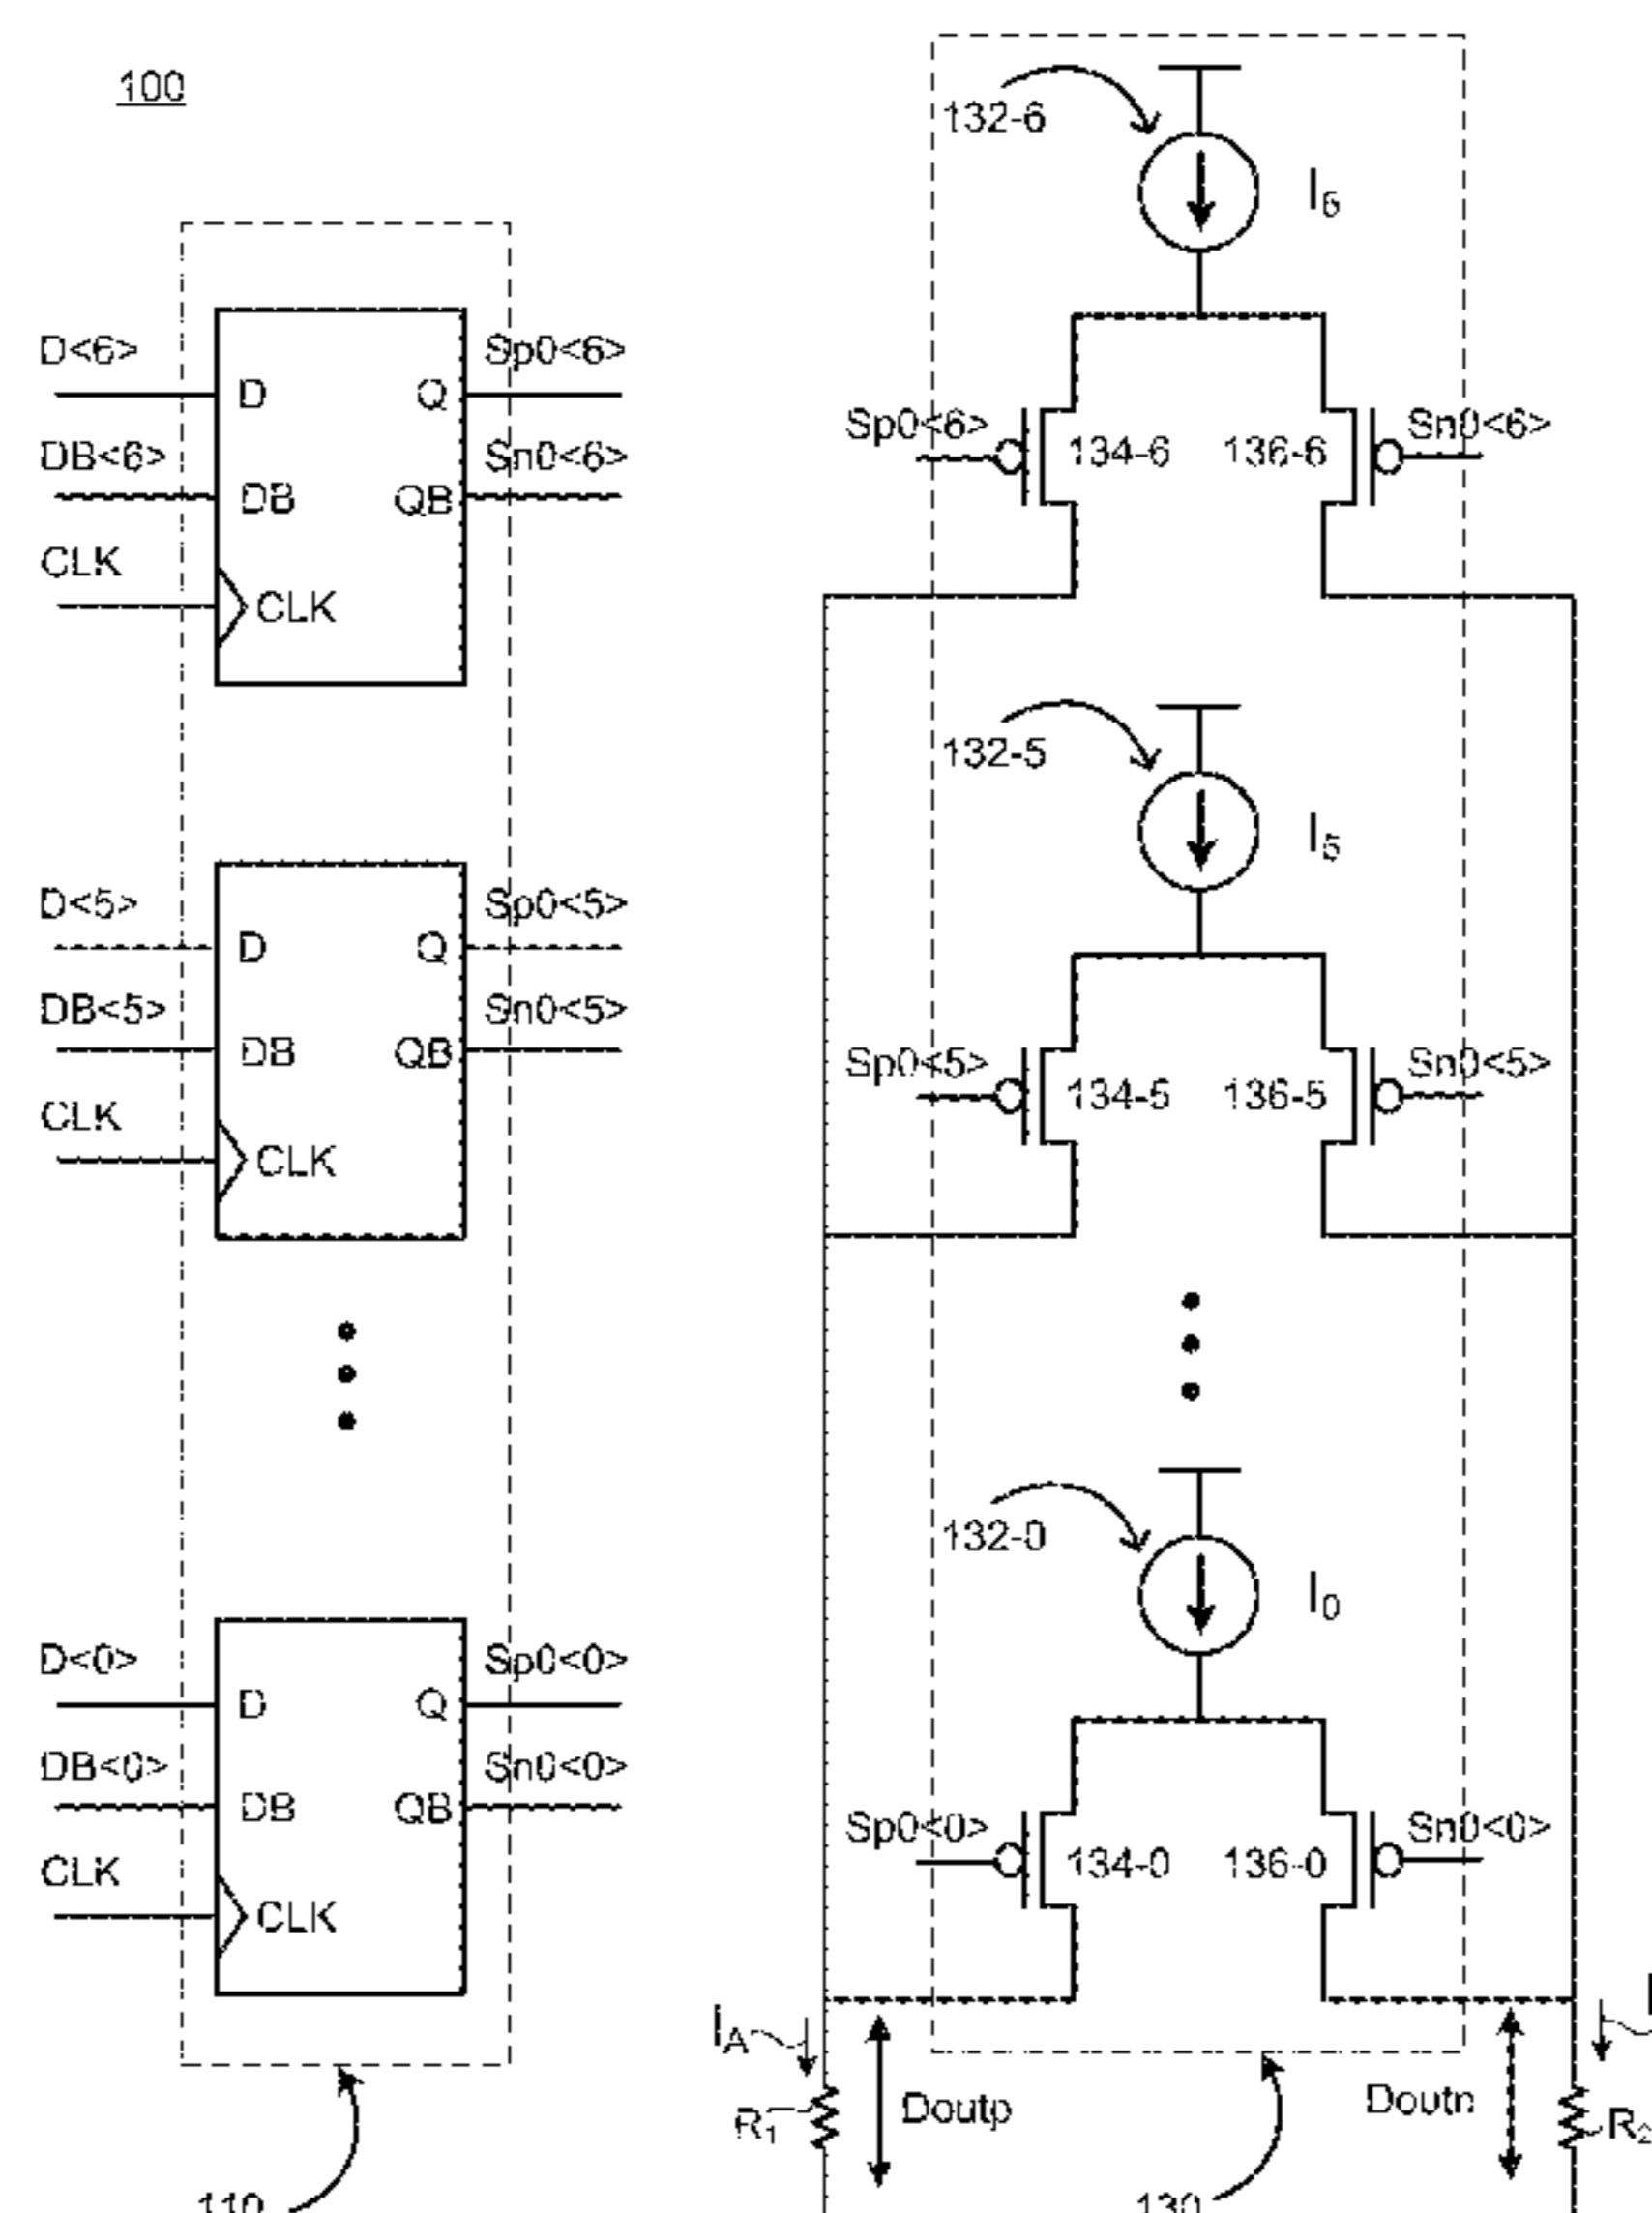 100
D<6>
DB<6>
CLK
D
DB
CLK
Q
QB
Sp0<6>
Sn0<6>
D<5>
DB<5>
CLK
D
DB
CLK
Q
QB
Sp0<5>
Sn0<5>
D<0>
DB<0>
CLK
D
DB
CLK
Q
QB
Sp0<0>
Sn0<0>
110
132-6
I6
Sp0<6>
134-6
136-6
Sn0<6>
132-5
I5
Sp0<5>
134-5
136-5
Sn0<5>
132-0
I0
Sp0<0>
134-0
136-0
Sn0<0>
IA
R1
Doutp
Doutn
R2
130